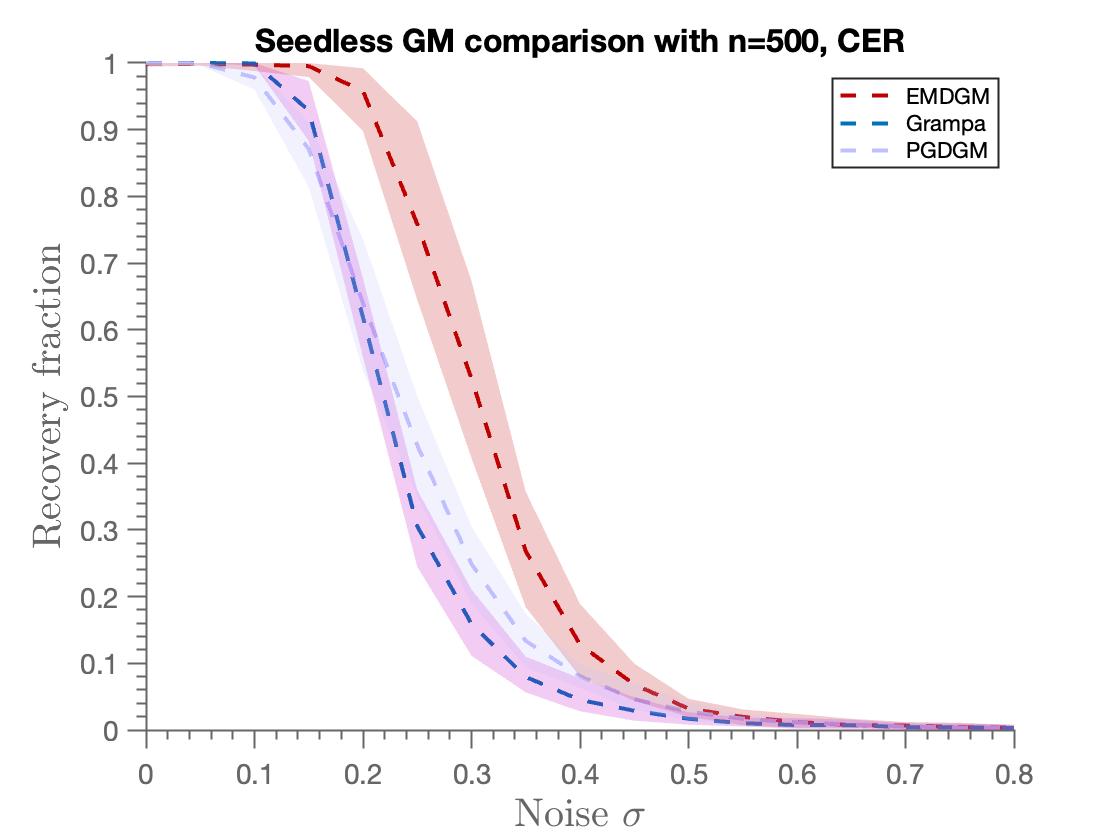 Seedless GM comparison with n=500, CER
EMDGM
Grampa
PGDGM
Recovery fraction
1
0.9
0.8
0.7
0.6
0.5
0.4
0.3
0.2
0.1
0
0 0.1 0.2 0.3 0.4 0.5 0.6 0.7 0.8
Noise σ